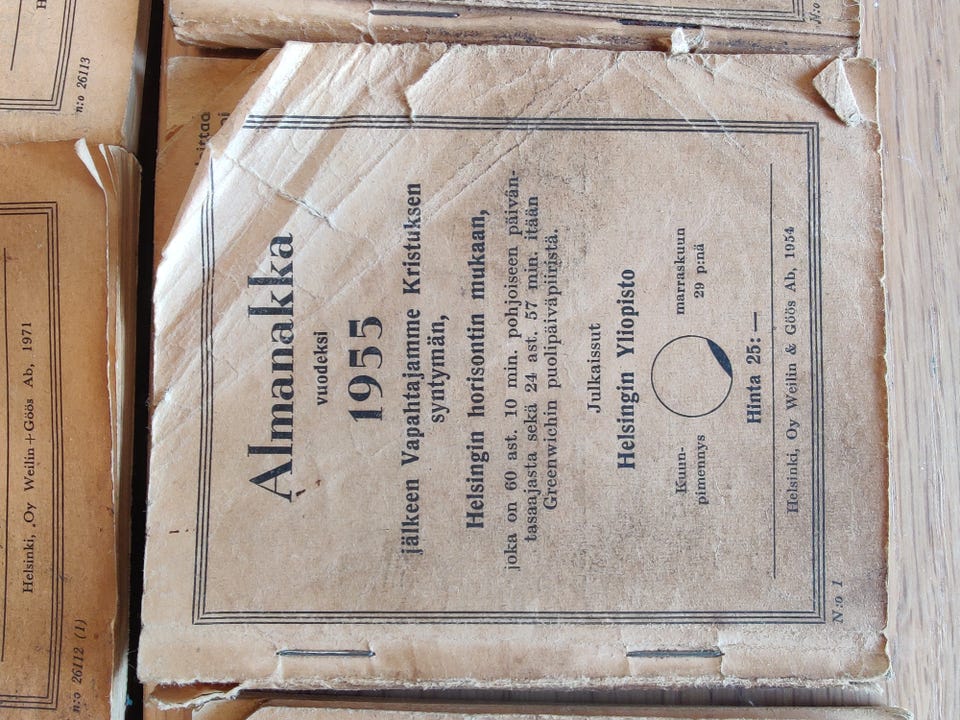 Almanakka
vuodeksi
1955
jälkeen Vapahtajamme Kristuksen
syntymän,
Helsingin horisontin mukaan,
joka on 60 ast. 10 min. pohjoiseen päivän-
tasaajasta sekä 24 ast. 57 min. itään
Greenwichin puolipäiväpiiristä.
Julkaissut
Helsingin Yliopisto
Kuun-
pimennys
marraskuun
29 p:nä
Hinta 25:—
Helsinki, Oy Weilin & Göös Ab, 1954
N:o 1
Helsinki, Oy Weilin + Göös Ab, 1971
n:o 26112 (1)
n:o 26113
N:o